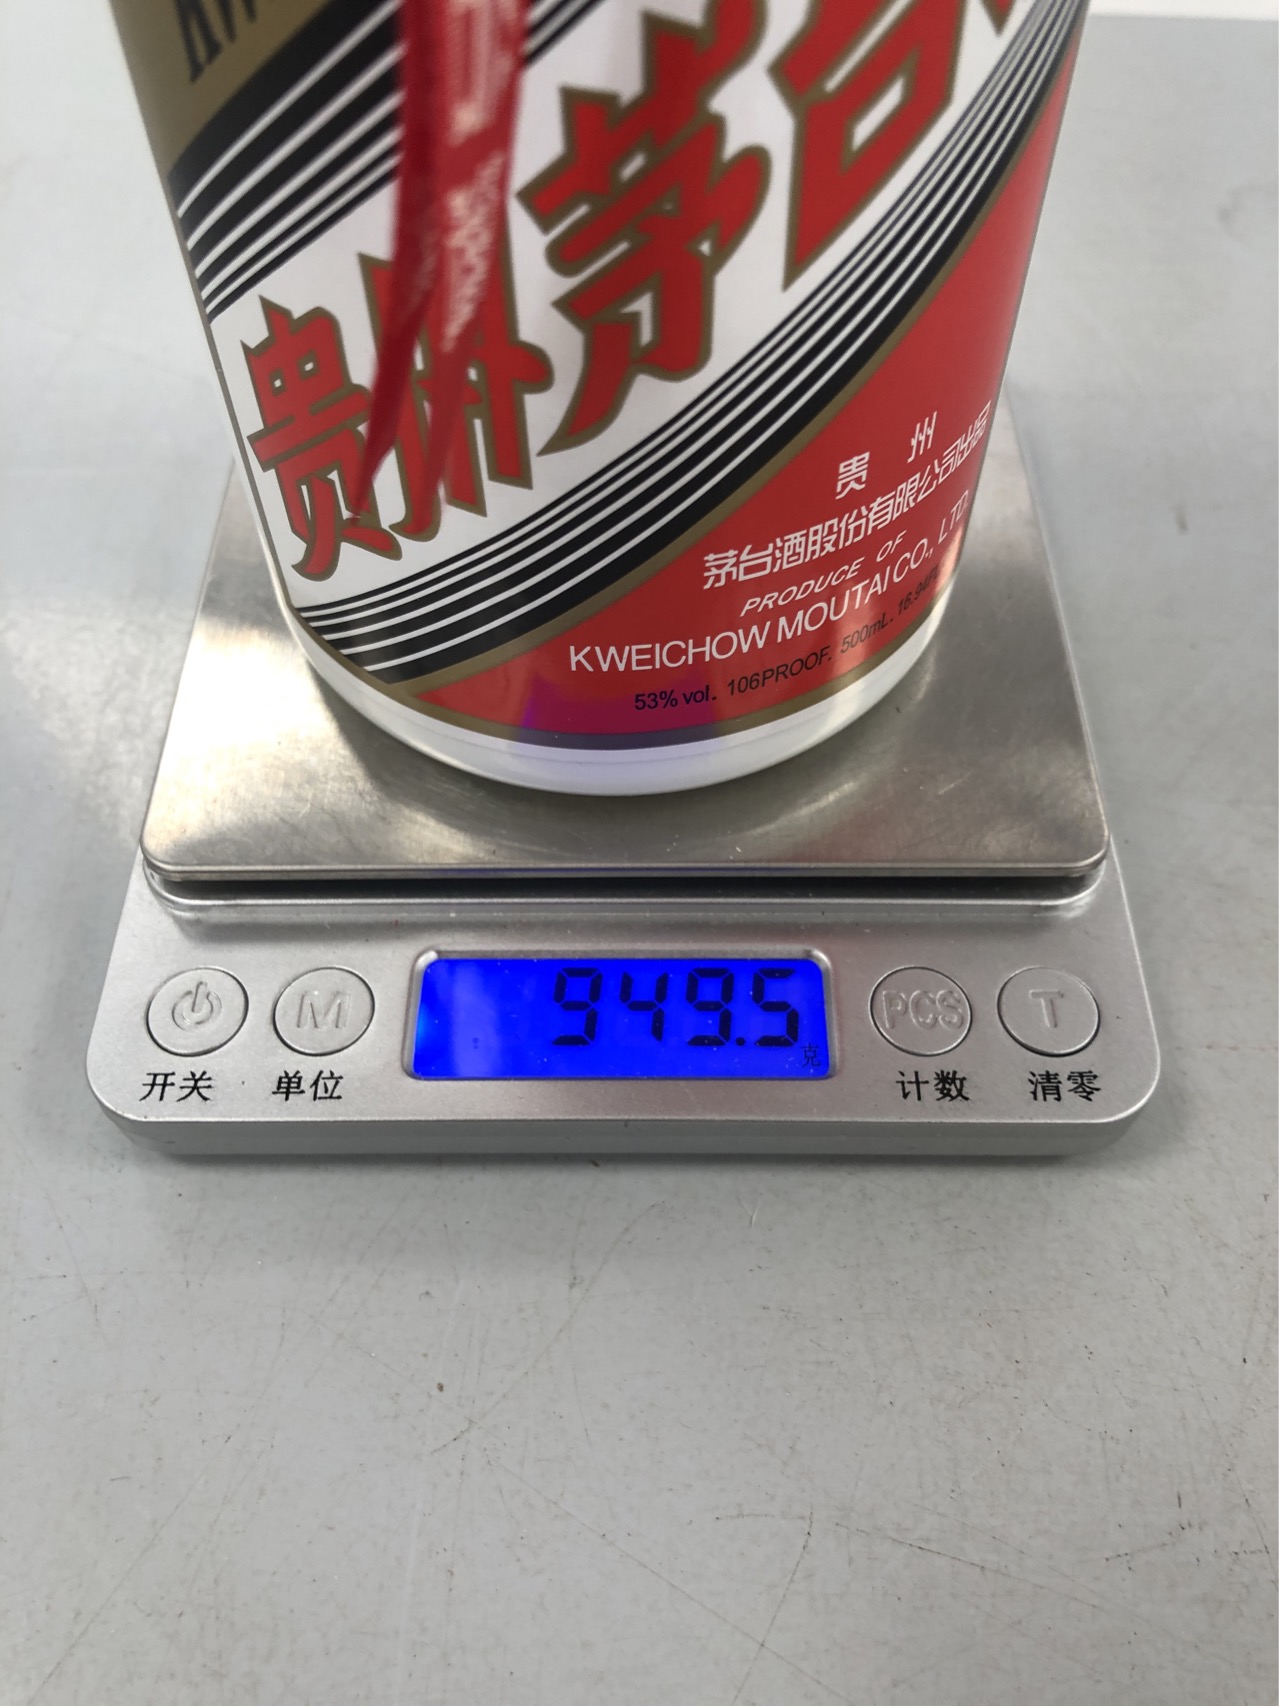 贵州茅台
贵州
茅台酒股份有限公司出品
PRODUCE OF
KWEICHOW MOUTAI CO., LTD.
53% vol. 106PROOF. 500mL.
949.5
克
M
PCS
T
开关
单位
计数
清零